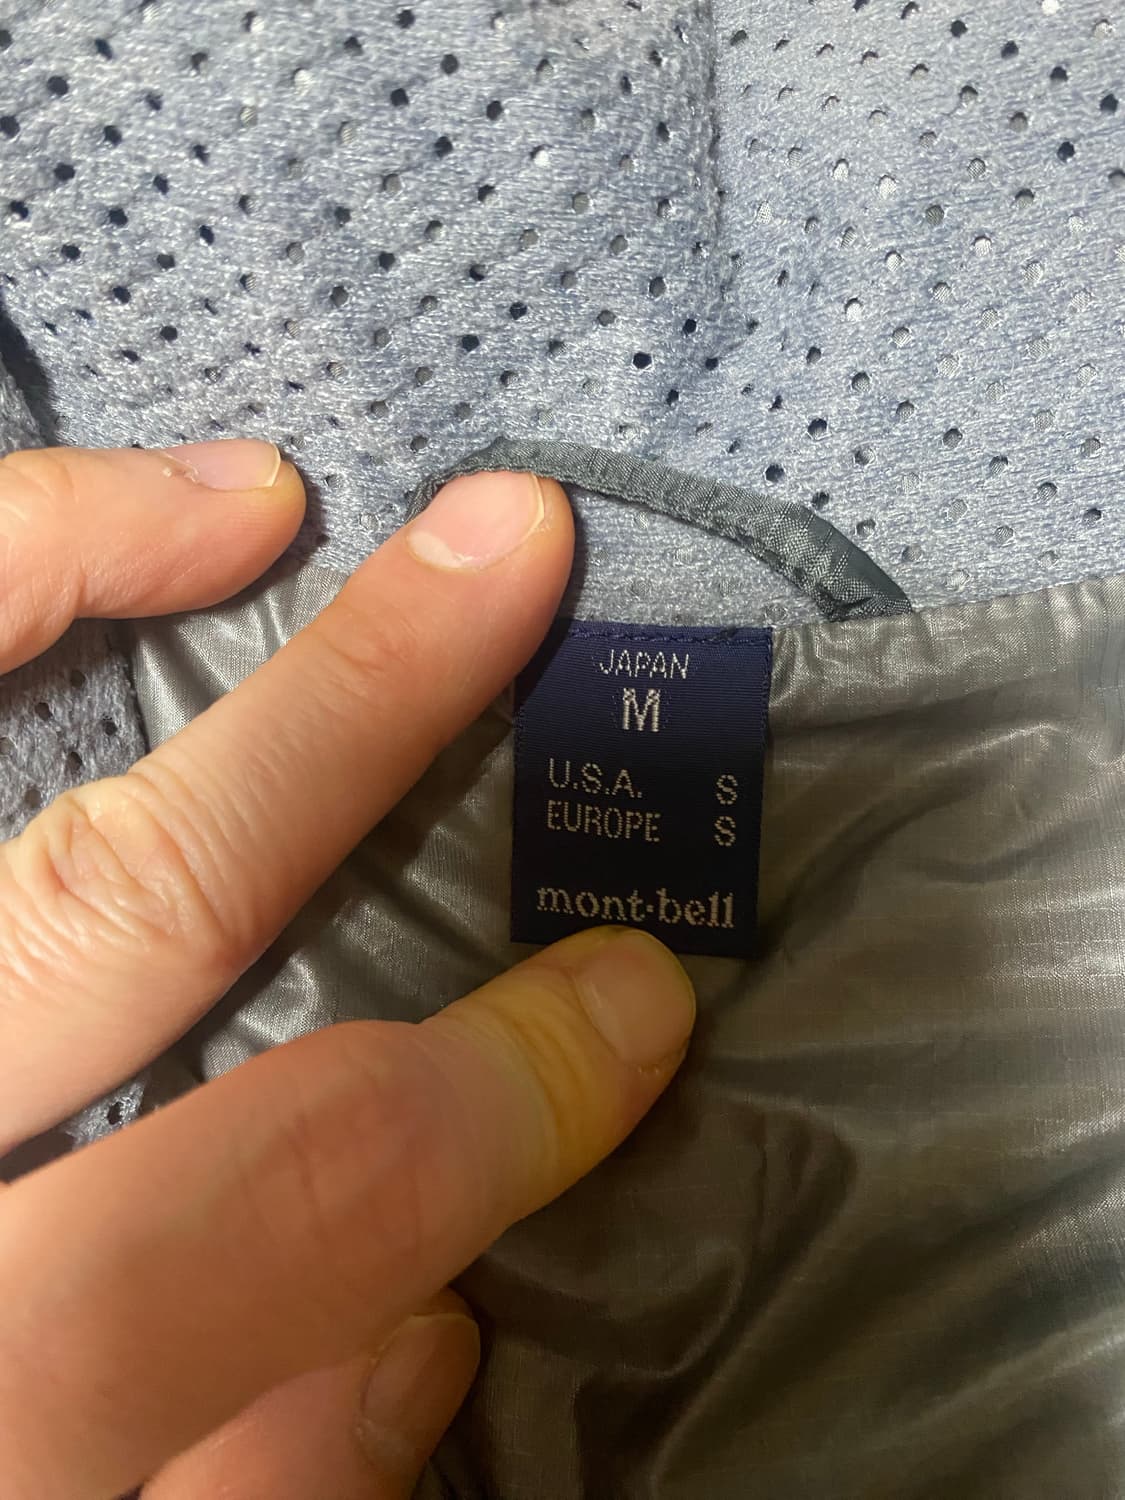 JAPAN
M
U.S.A. S
EUROPE S
mont·bell